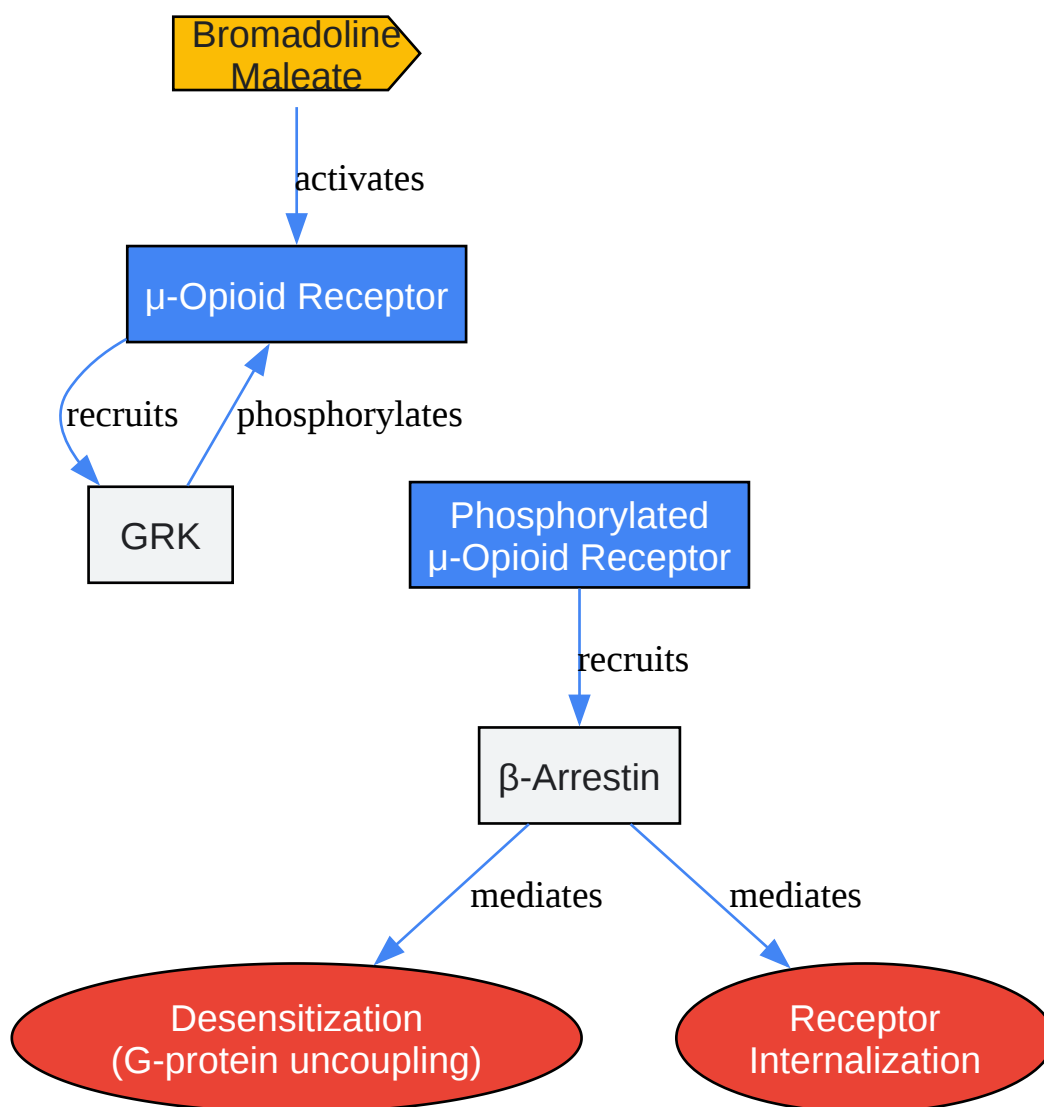 Bromadoline
Maleate
activates
μ-Opioid Receptor
recruits
phosphorylates
GRK
Phosphorylated
μ-Opioid Receptor
recruits
β-Arrestin
mediates
mediates
Desensitization
(G-protein uncoupling)
Receptor
Internalization